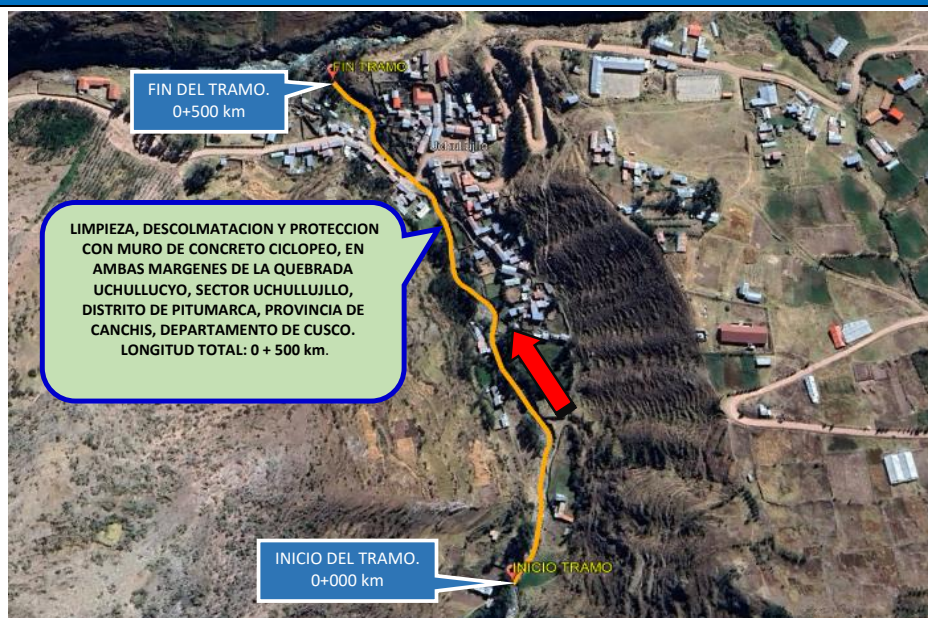 FIN TRAMO
FIN DEL TRAMO.
0+500 km
Uchullujllo
LIMPIEZA, DESCOLMATACION Y PROTECCION
CON MURO DE CONCRETO CICLOPEO, EN
AMBAS MARGENES DE LA QUEBRADA
UCHULLUCYO, SECTOR UCHULLUJLLO,
DISTRITO DE PITUMARCA, PROVINCIA DE
CANCHIS, DEPARTAMENTO DE CUSCO.
LONGITUD TOTAL: 0 + 500 km.
INICIO DEL TRAMO.
0+000 km
INICIO TRAMO